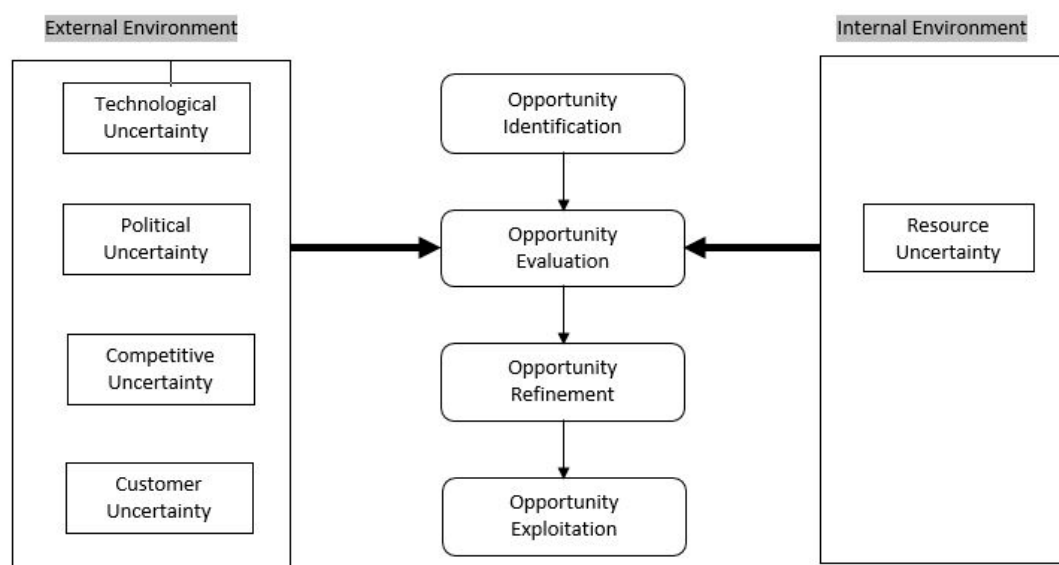 External Environment
Internal Environment
Technological
Uncertainty
Political
Uncertainty
Competitive
Uncertainty
Customer
Uncertainty
Opportunity
Identification
Opportunity
Evaluation
Opportunity
Refinement
Opportunity
Exploitation
Resource
Uncertainty